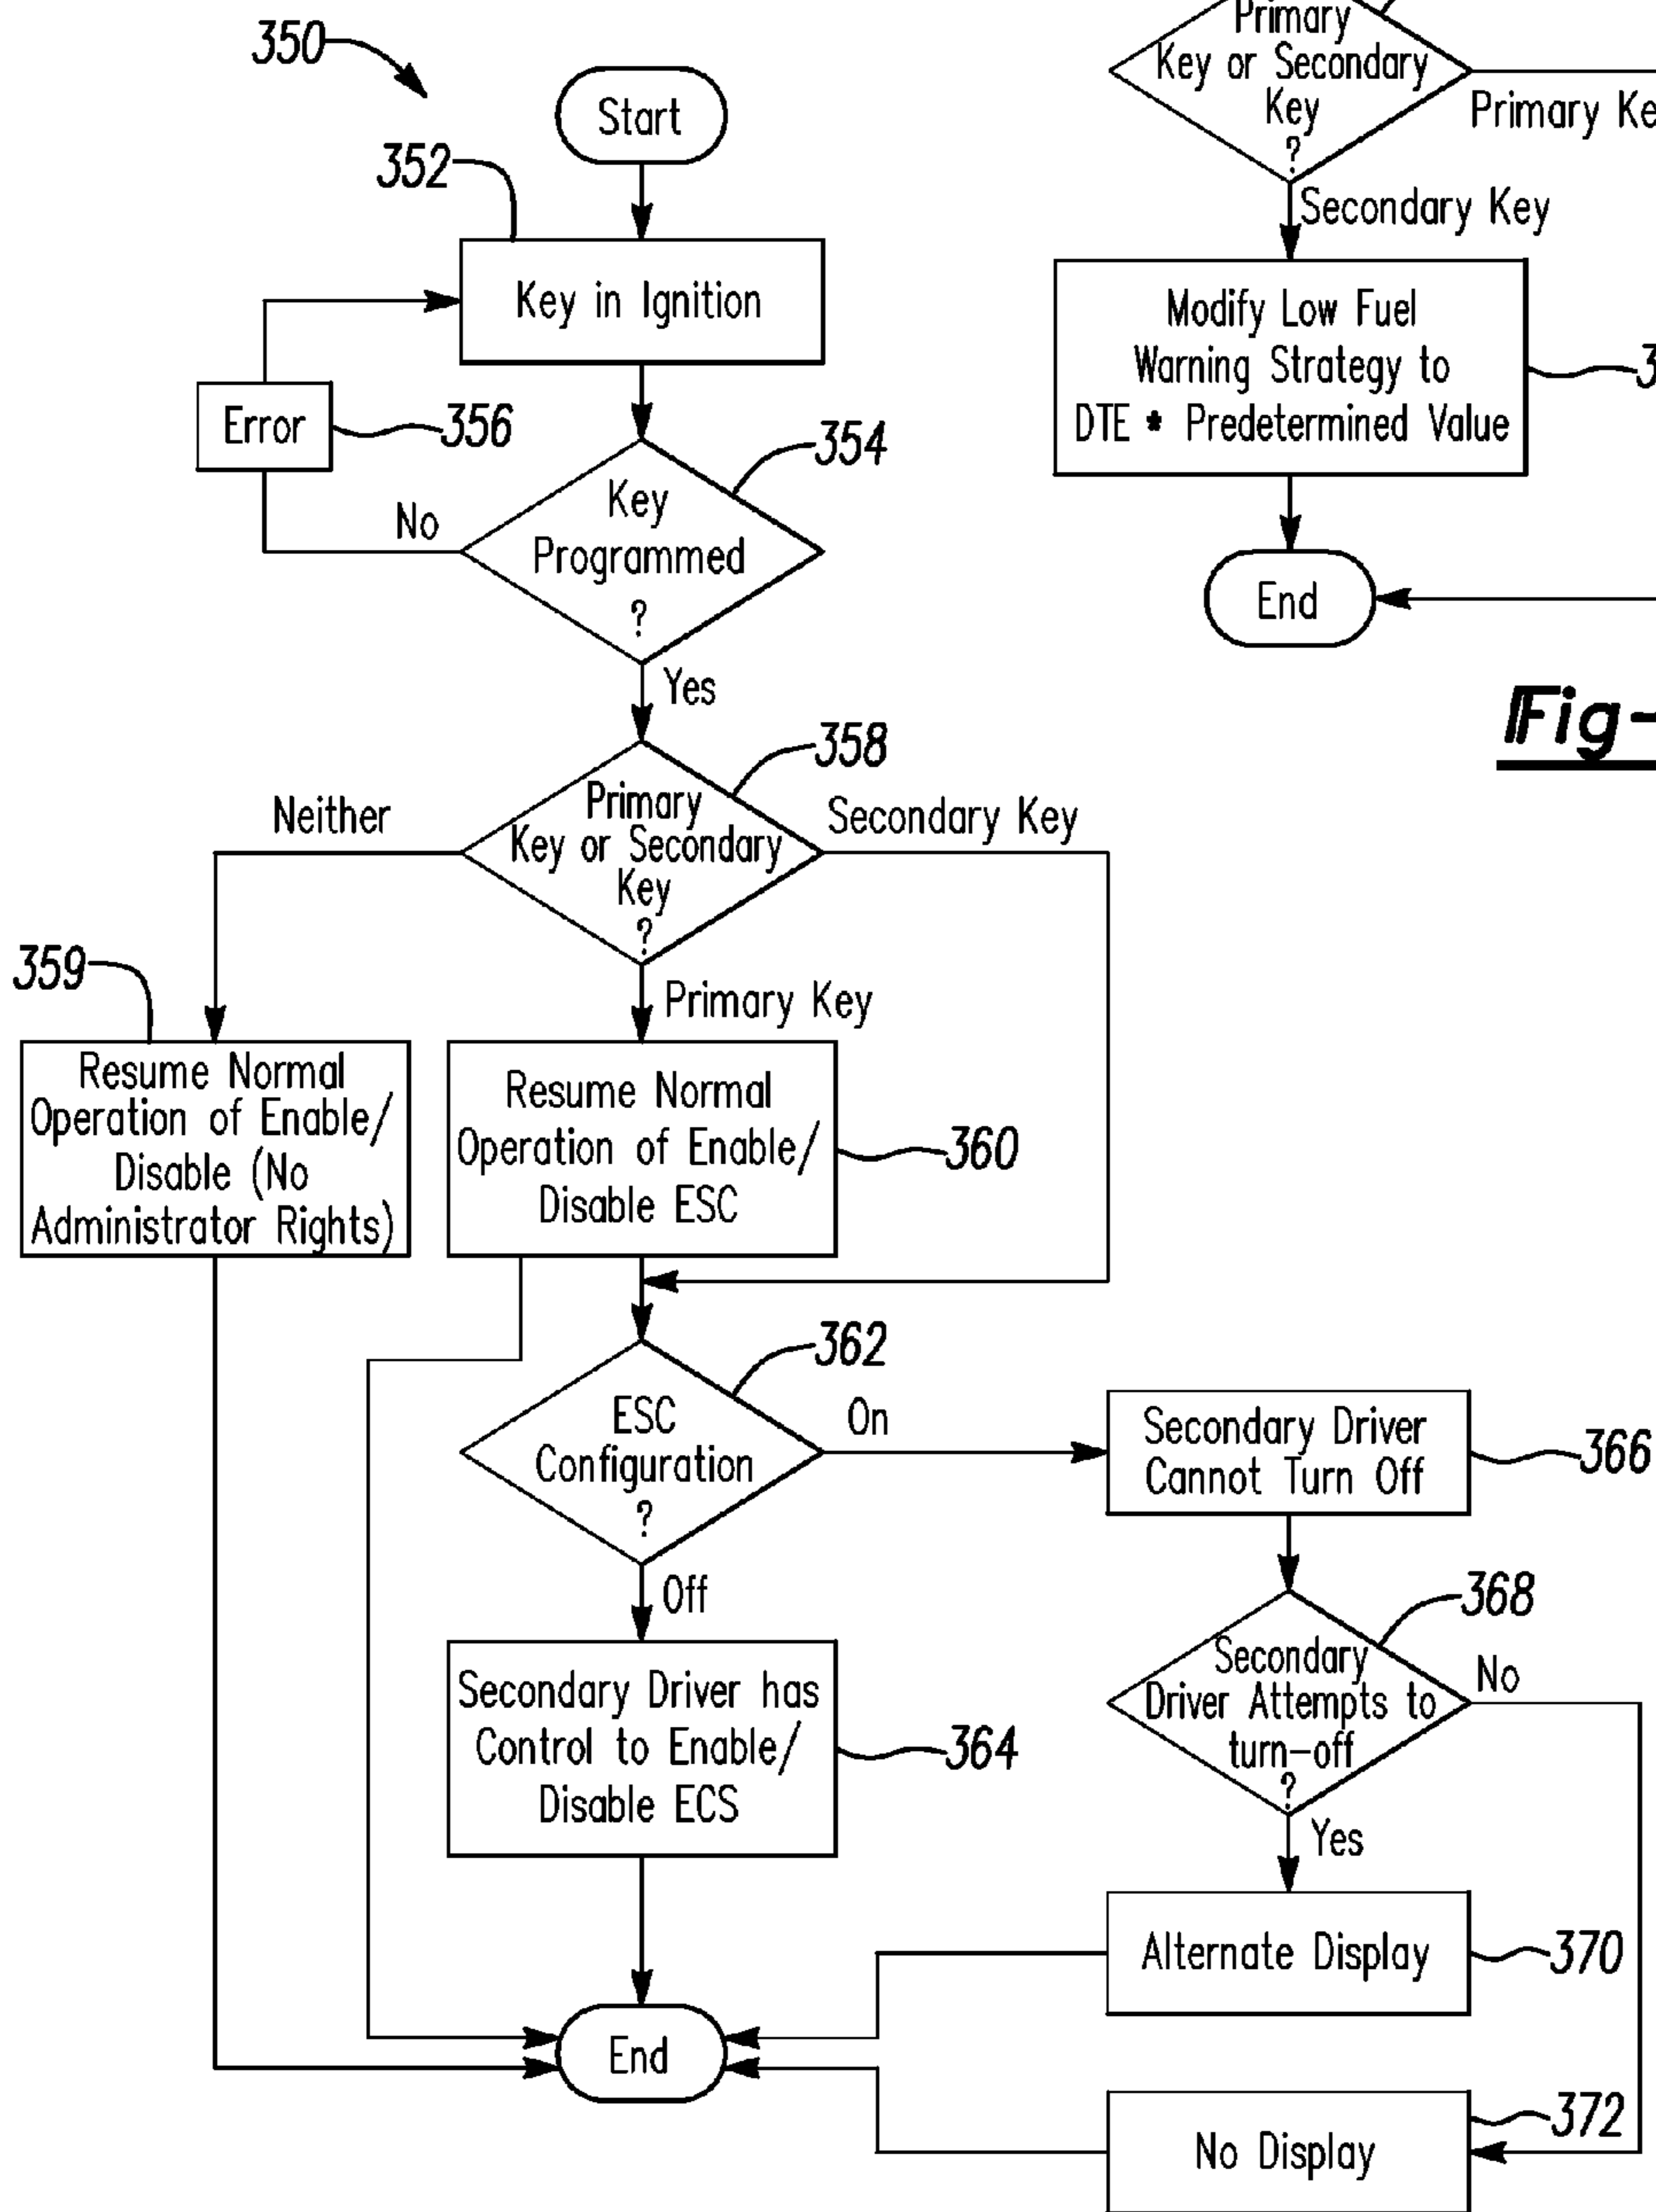 350
Start
352
Key in Ignition
Error
356
354
Key
Programmed
?
No
Yes
358
Primary
Key or Secondary
Key
?
Neither
Secondary Key
Primary Key
359
Resume Normal
Operation of Enable/
Disable (No
Administrator Rights)
Resume Normal
Operation of Enable/
Disable ESC
360
362
ESC
Configuration
?
On
Off
Secondary Driver
Cannot Turn Off
366
368
Secondary
Driver Attempts to
turn-off
?
No
Yes
Secondary Driver has
Control to Enable/
Disable ECS
364
Alternate Display
370
End
No Display
372
Primary
Key or Secondary
Key
?
Primary
Secondary Key
Modify Low Fuel
Warning Strategy to
DTE * Predetermined Value
End
Fig-